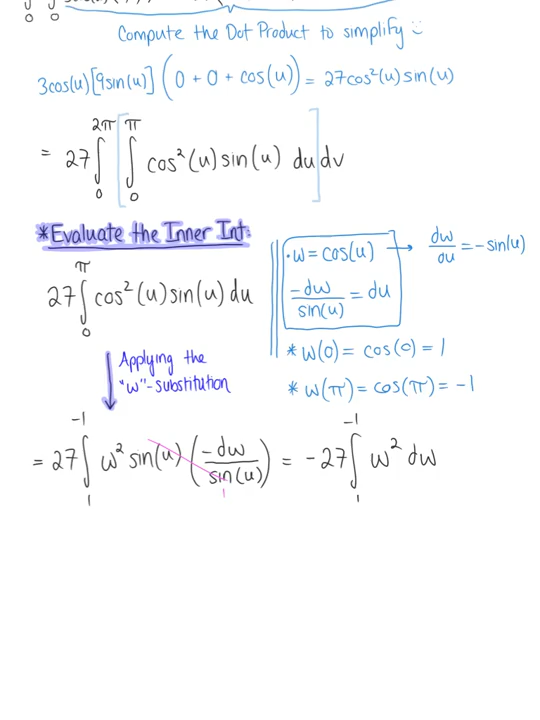 Compute the Dot Product to simplify
3cos(u)[9sin(u)](0 + 0 + cos(u)) = 27cos²(u)sin(u)
= 27∫₀^2π [∫₀^π cos²(u)sin(u) du] dv
*Evaluate the Inner Int:
27∫₀^π cos²(u)sin(u)du
• w = cos(u) → dw/du = -sin(u)
-dw/sin(u) = du
* w(0) = cos(0) = 1
* w(π) = cos(π) = -1
Applying the
"w"-substitution
= 27∫₁^-1 w² sin(u) (-dw/sin(u)) = -27∫₁^-1 w² dw
1